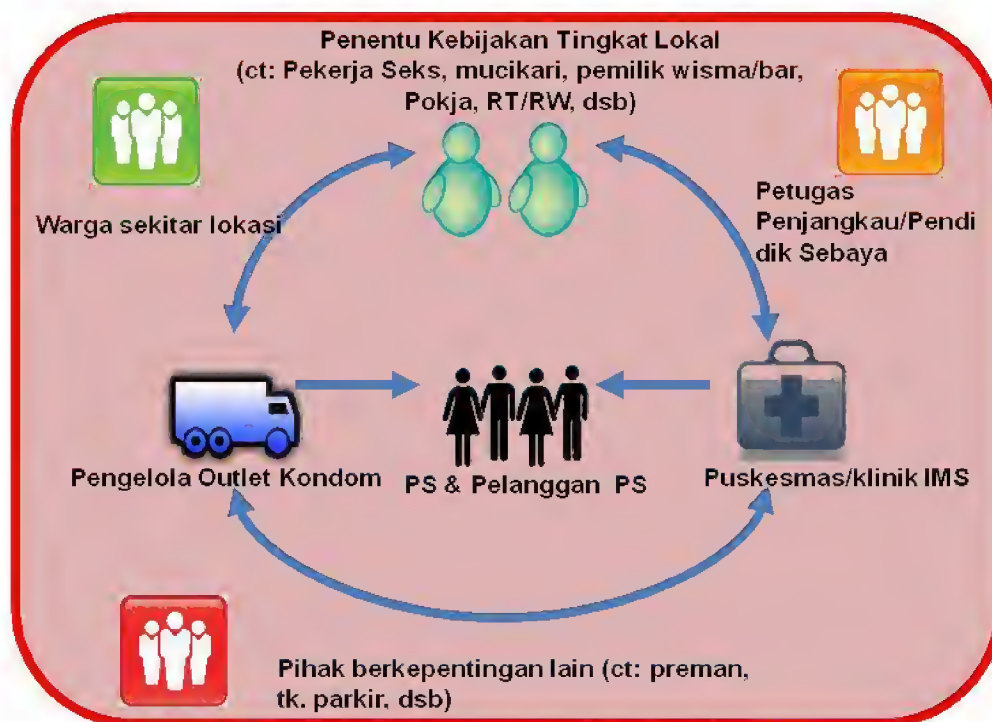 Penentu Kebijakan Tingkat Lokal
(ct: Pekerja Seks, mucikari, pemilik wisma/bar,
Pokja, RT/RW, dsb)
Warga sekitar lokasi
Petugas
Penjangkau/Pendi
dik Sebaya
Pengelola Outlet Kondom
PS & Pelanggan PS
Puskesmas/klinik IMS
Pihak berkepentingan lain (ct: preman,
tk. parkir, dsb)